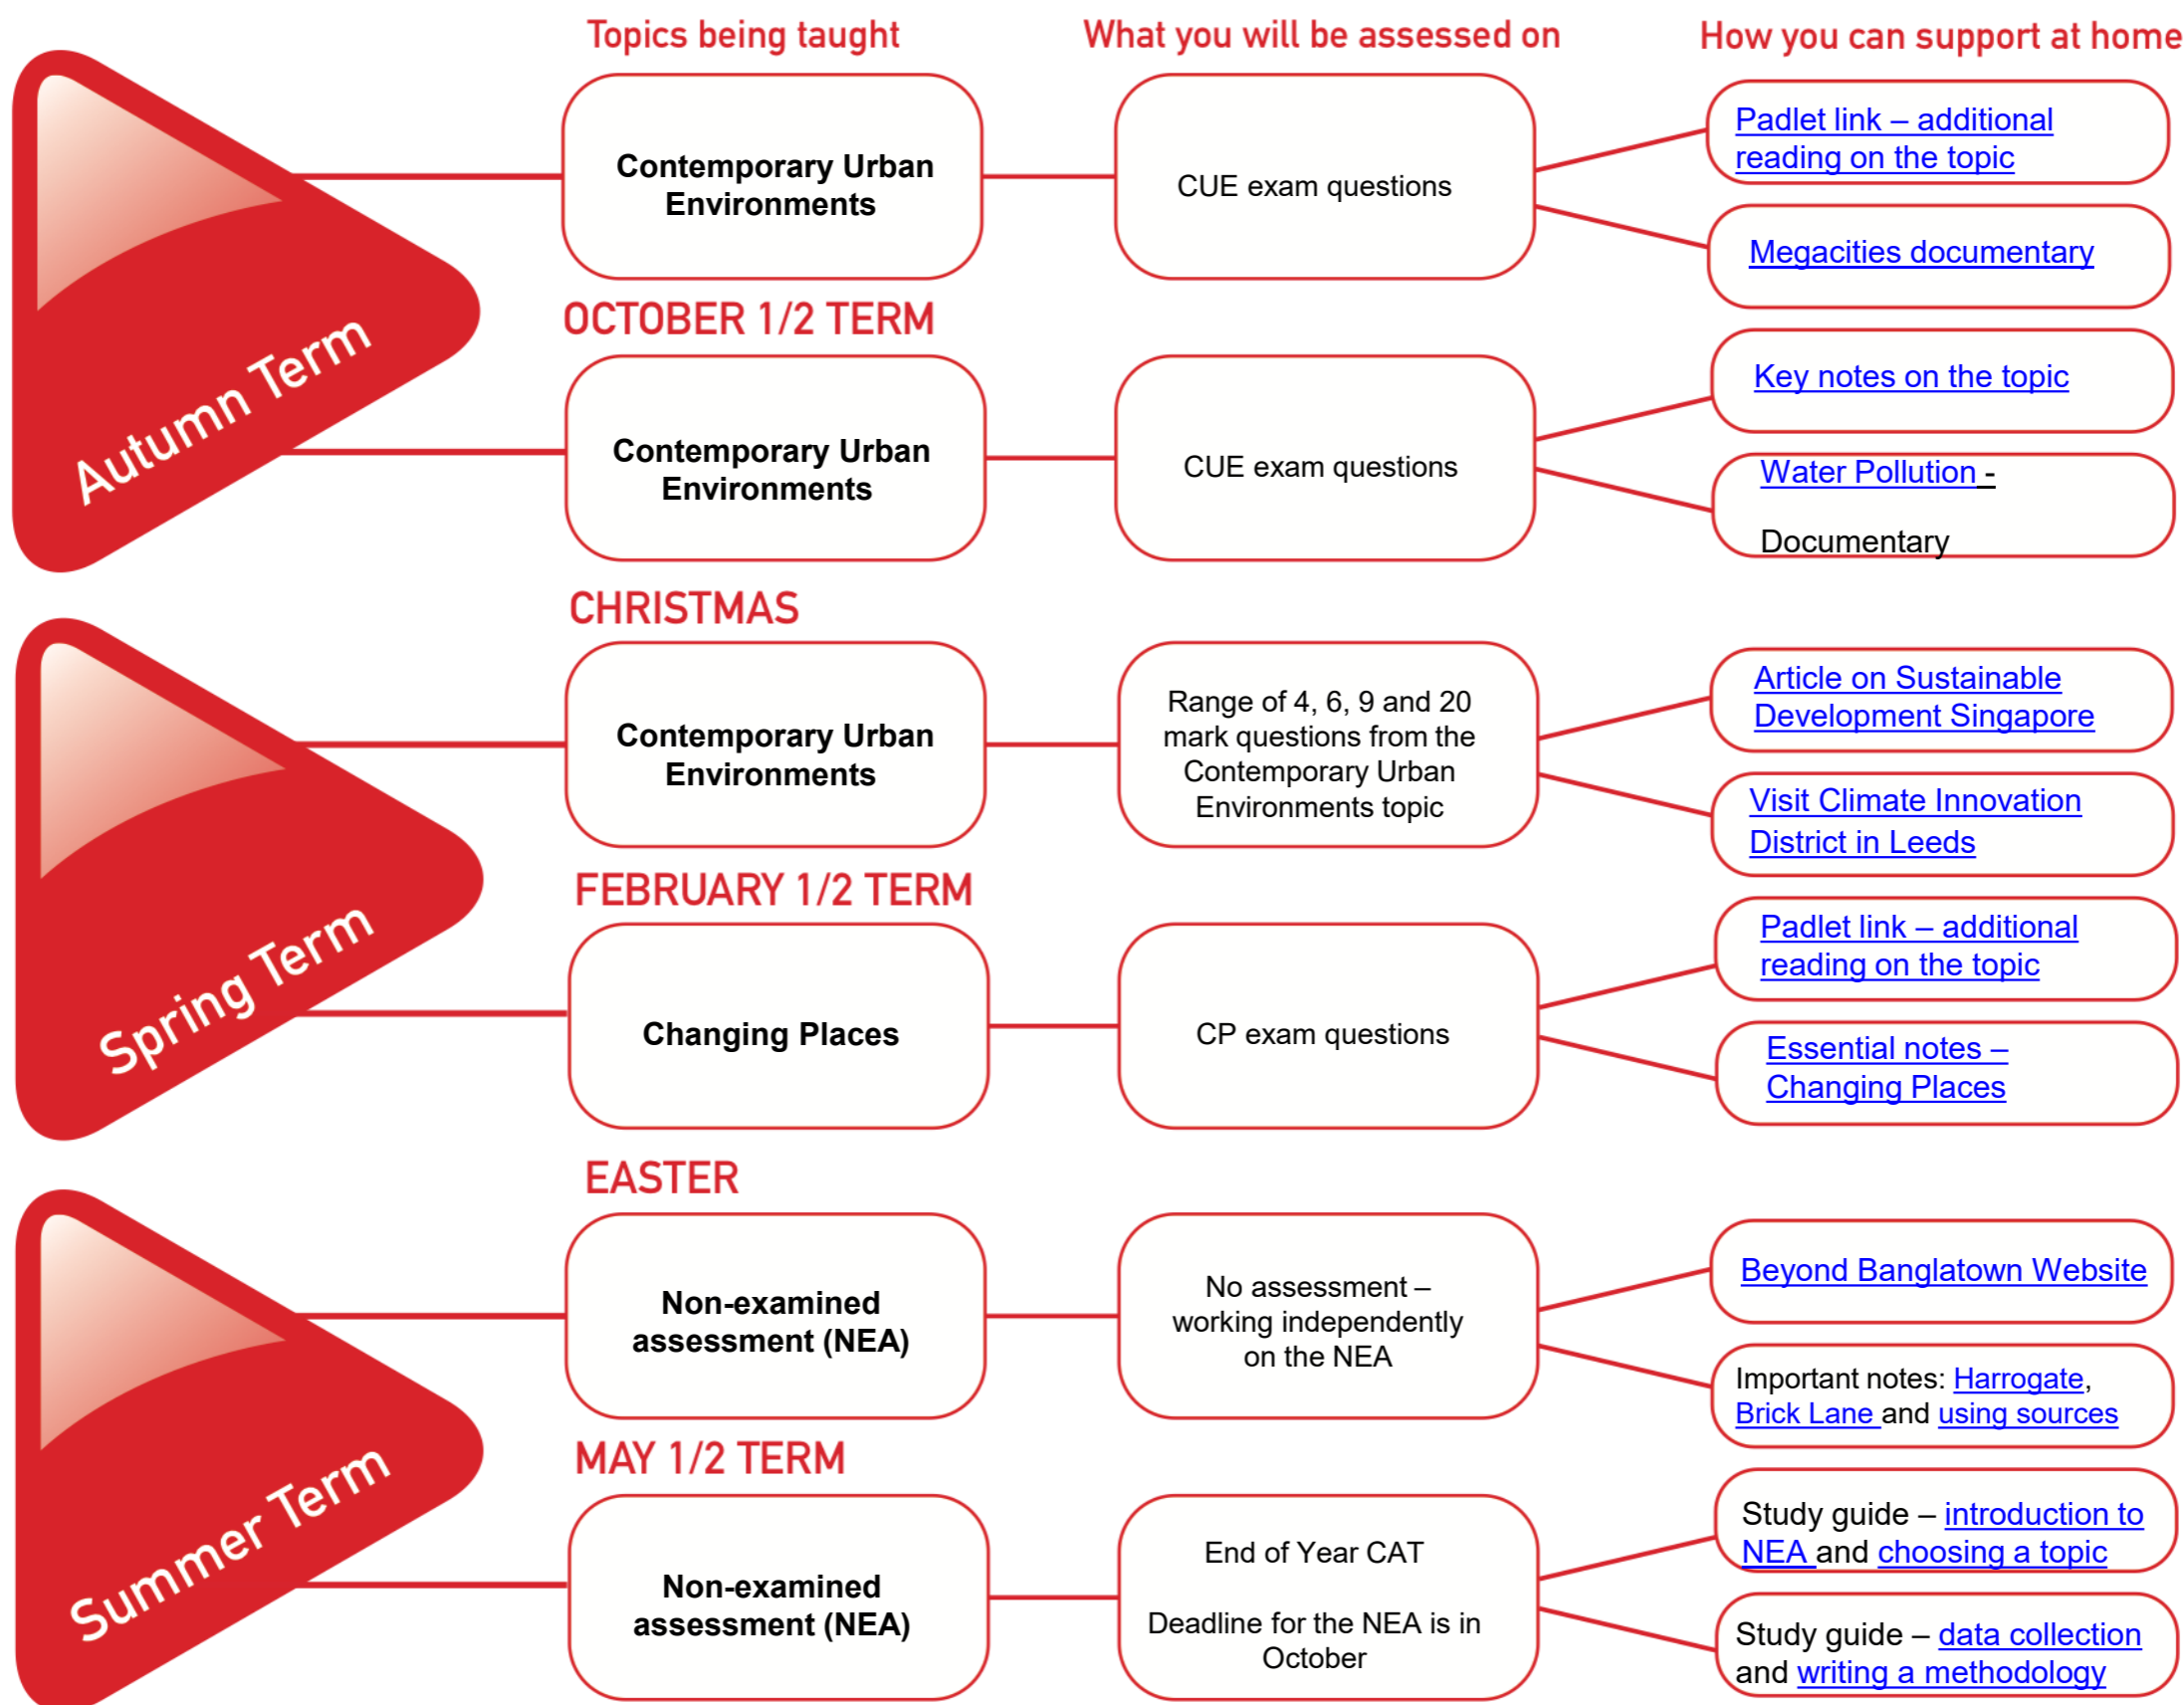 Topics being taught
What you will be assessed on
How you can support at home
Autumn Term
Contemporary Urban
Environments
CUE exam questions
Padlet link – additional
reading on the topic
Megacities documentary
OCTOBER 1/2 TERM
Contemporary Urban
Environments
CUE exam questions
Key notes on the topic
Water Pollution -
Documentary
CHRISTMAS
Spring Term
Contemporary Urban
Environments
Range of 4, 6, 9 and 20
mark questions from the
Contemporary Urban
Environments topic
Article on Sustainable
Development Singapore
Visit Climate Innovation
District in Leeds
FEBRUARY 1/2 TERM
Changing Places
CP exam questions
Padlet link – additional
reading on the topic
Essential notes –
Changing Places
EASTER
Summer Term
Non-examined
assessment (NEA)
No assessment –
working independently
on the NEA
Beyond Banglatown Website
Important notes: Harrogate,
Brick Lane and using sources
MAY 1/2 TERM
Non-examined
assessment (NEA)
End of Year CAT
Deadline for the NEA is in
October
Study guide – introduction to
NEA and choosing a topic
Study guide – data collection
and writing a methodology